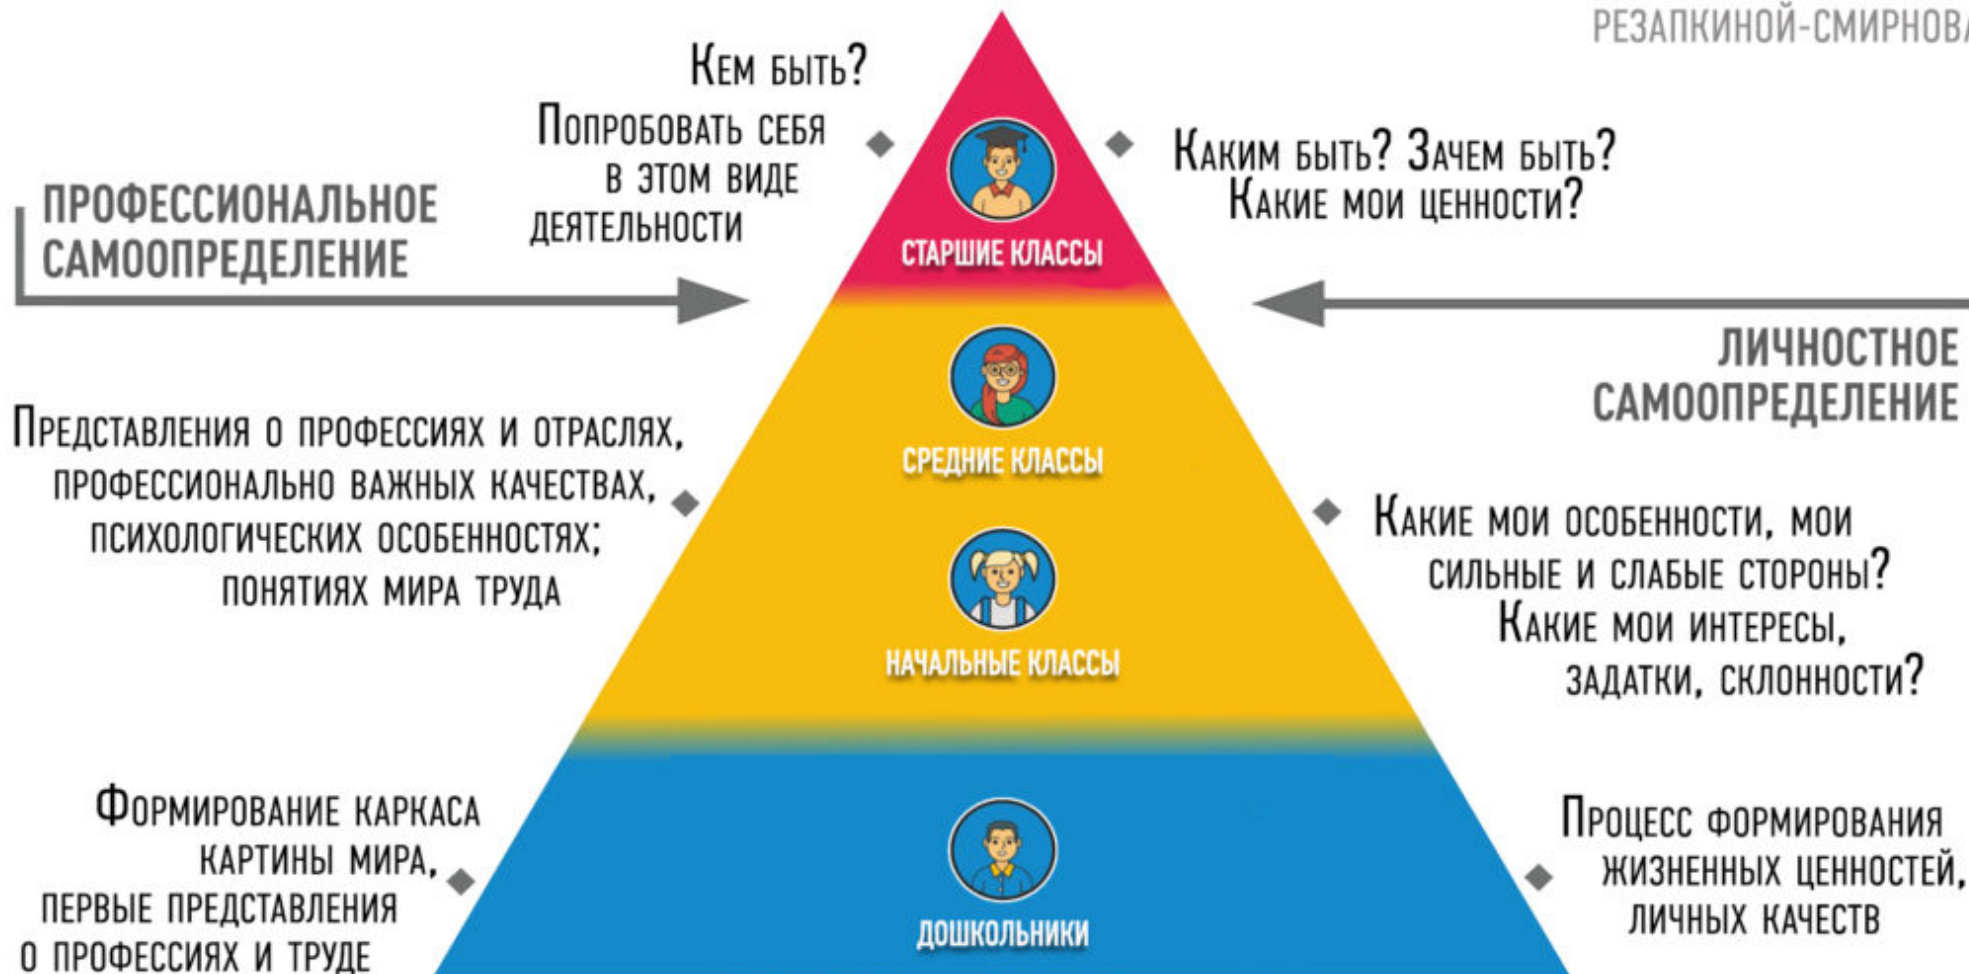 РЕЗАПКИНОЙ-СМИРНОВА
Кем быть?
Попробовать себя
в этом виде
деятельности
Каким быть? Зачем быть?
Какие мои ценности?
СТАРШИЕ КЛАССЫ
ПРОФЕССИОНАЛЬНОЕ
САМООПРЕДЕЛЕНИЕ
ЛИЧНОСТНОЕ
САМООПРЕДЕЛЕНИЕ
СРЕДНИЕ КЛАССЫ
Представления о профессиях и отраслях,
профессионально важных качествах,
психологических особенностях;
понятиях мира труда
Какие мои особенности, мои
сильные и слабые стороны?
Какие мои интересы,
задатки, склонности?
НАЧАЛЬНЫЕ КЛАССЫ
Формирование каркаса
картины мира,
первые представления
о профессиях и труде
Процесс формирования
жизненных ценностей,
личных качеств
ДОШКОЛЬНИКИ